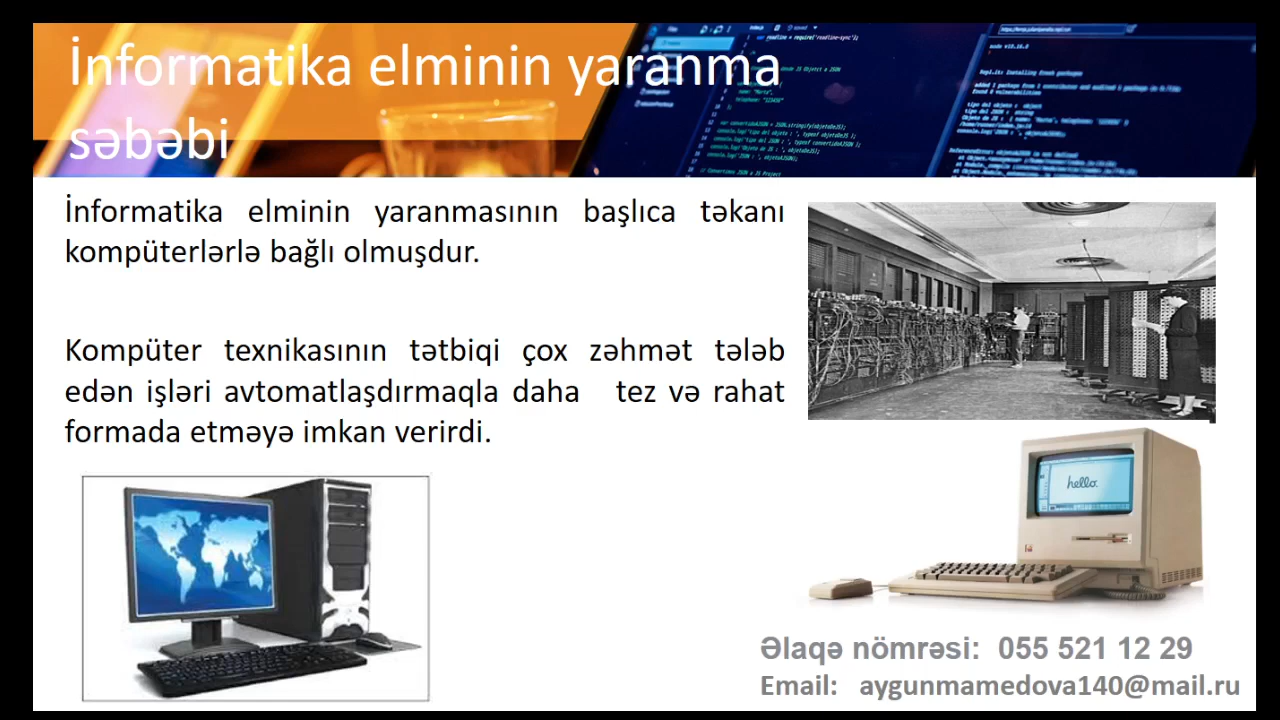 İnformatika elminin yaranma
səbəbi
İnformatika elminin yaranmasının başlıca təkanı
kompüterlərlə bağlı olmuşdur.
Kompüter texnikasının tətbiqi çox zəhmət tələb
edən işləri avtomatlaşdırmaqla daha tez və rahat
formada etməyə imkan verirdi.
hello.
Əlaqə nömrəsi: 055 521 12 29
Email: aygunmamedova140@mail.ru